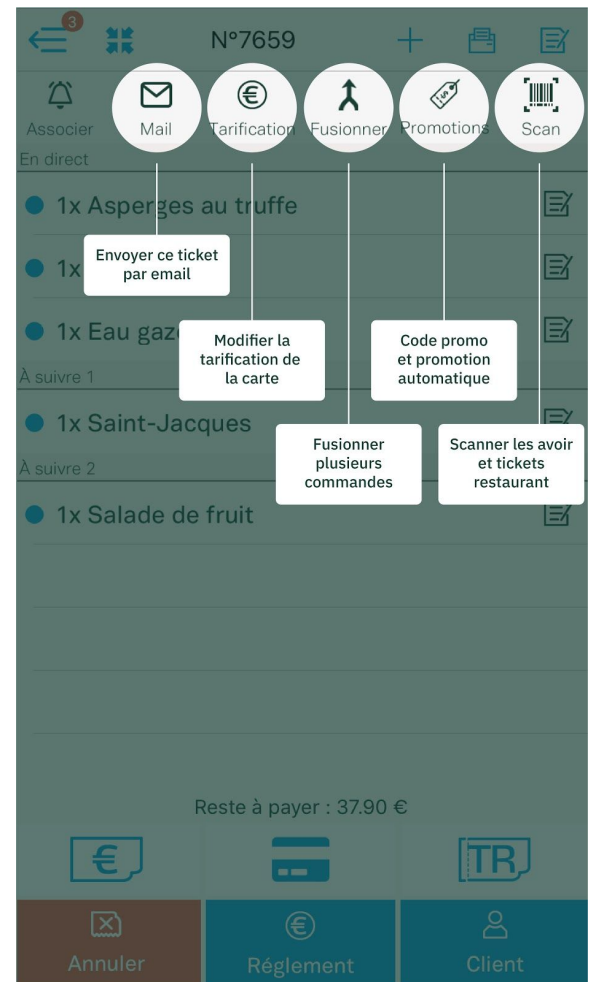 3
N°7659
Associer
Mail
Tarification
Fusionner
Promotions
Scan
En direct
1x Asperges au truffe
Envoyer ce ticket
par email
1x
1x Eau gaz
Modifier la
tarification de
la carte
Code promo
et promotion
automatique
À suivre 1
1x Saint-Jacques
Fusionner
plusieurs
commandes
Scanner les avoir
et tickets
restaurant
À suivre 2
1x Salade de fruit
Reste à payer : 37.90 €
€
TR
Annuler
Réglement
Client